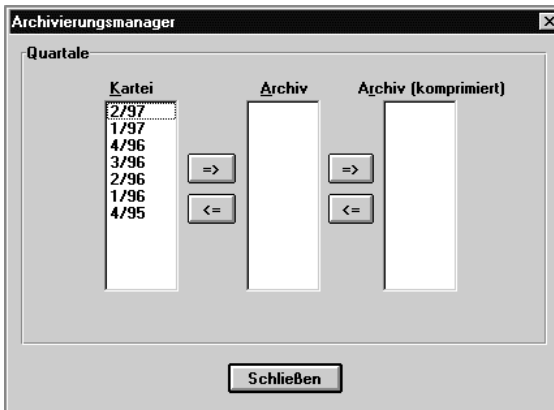 Archivierungsmanager
Quartale
Kartei Archiv Archiv (komprimiert)
2/97
1/97
4/96
3/96
2/96
1/96
4/95
=> =>
<= <=
Schließen